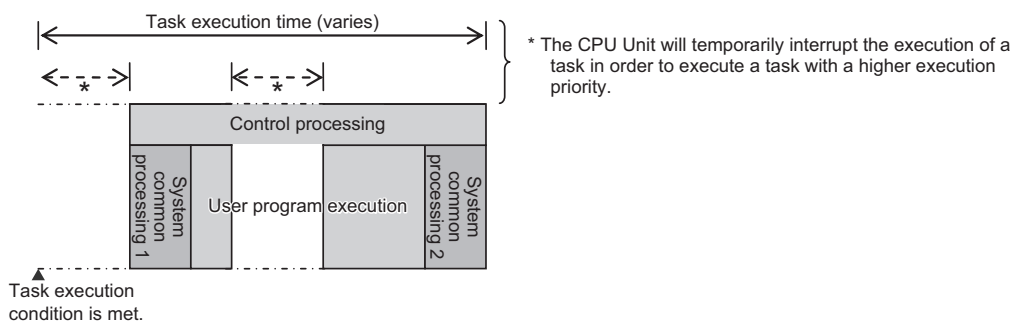 Task execution time (varies)
* The CPU Unit will temporarily interrupt the execution of a
task in order to execute a task with a higher execution
priority.
*
*
Control processing
System
common
processing 1
User program execution
System
common
processing 2
Task execution
condition is met.